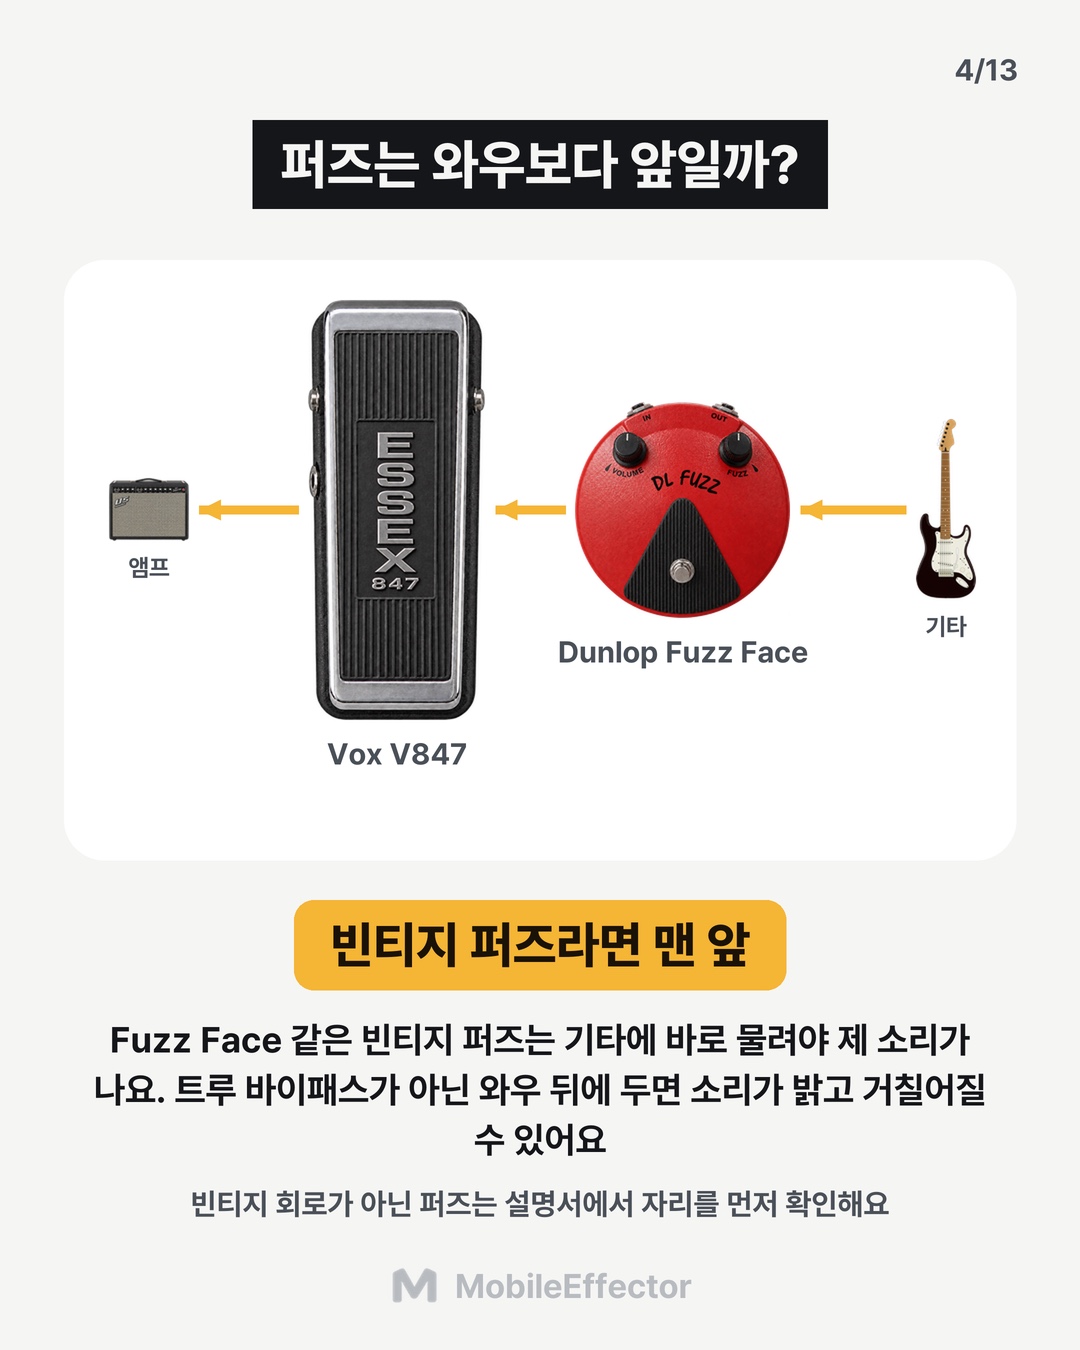 4/13
퍼즈는 와우보다 앞일까?
ESSEX
847
IN
OUT
VOLUME
FUZZ
DL FUZZ
앰프
기타
Dunlop Fuzz Face
Vox V847
빈티지 퍼즈라면 맨 앞
Fuzz Face 같은 빈티지 퍼즈는 기타에 바로 물려야 제 소리가
나요. 트루 바이패스가 아닌 와우 뒤에 두면 소리가 밝고 거칠어질
수 있어요
빈티지 회로가 아닌 퍼즈는 설명서에서 자리를 먼저 확인해요
MobileEffector